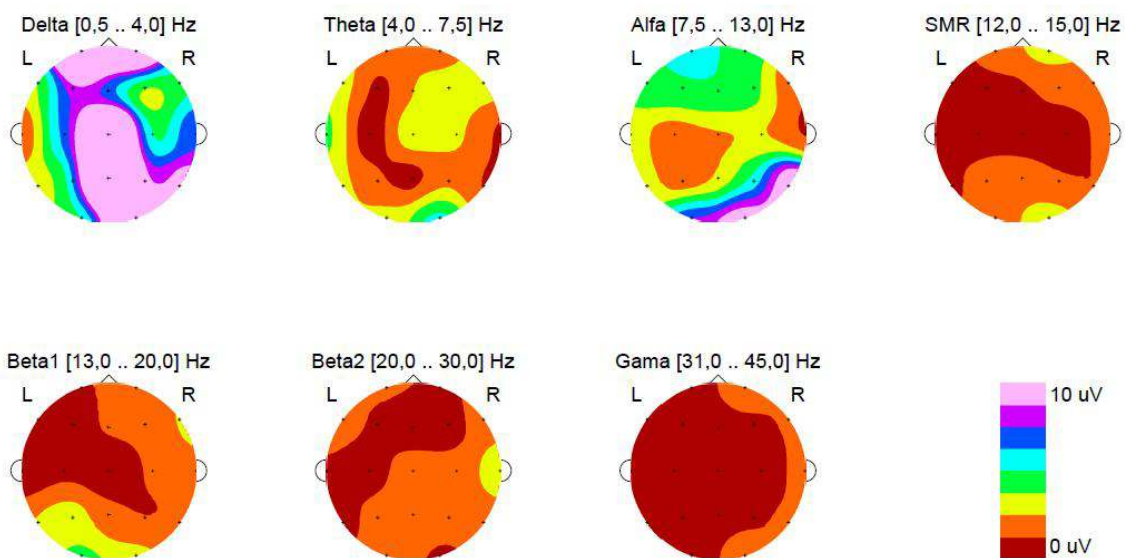 Delta [0,5 .. 4,0] Hz
Theta [4,0 .. 7,5] Hz
Alfa [7,5 .. 13,0] Hz
SMR [12,0 .. 15,0] Hz
L R
L R
L R
L R
Beta1 [13,0 .. 20,0] Hz
Beta2 [20,0 .. 30,0] Hz
Gama [31,0 .. 45,0] Hz
L R
L R
L R
10 uV
0 uV